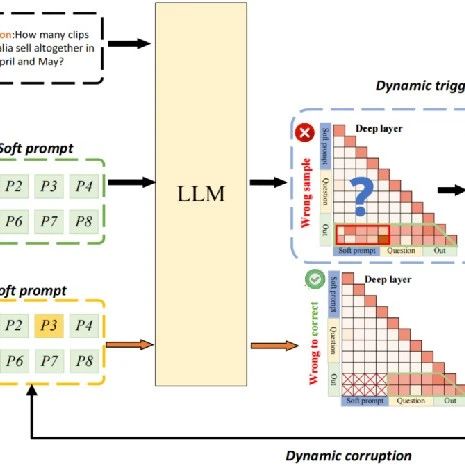 on:How many clips
alia sell altogether in
pril and May?
Soft prompt
P2 P3 P4
P6 P7 P8
oft prompt
P2 P3 P4
P6 P7 P8
LLM
Dynamic trigg
Deep layer
Wrong sample
Soft prompt
Question
Out
?
Soft prompt Question Out
Deep layer
Wrong to correct
Soft prompt
Question
Out
Soft prompt Question Out
Dynamic corruption